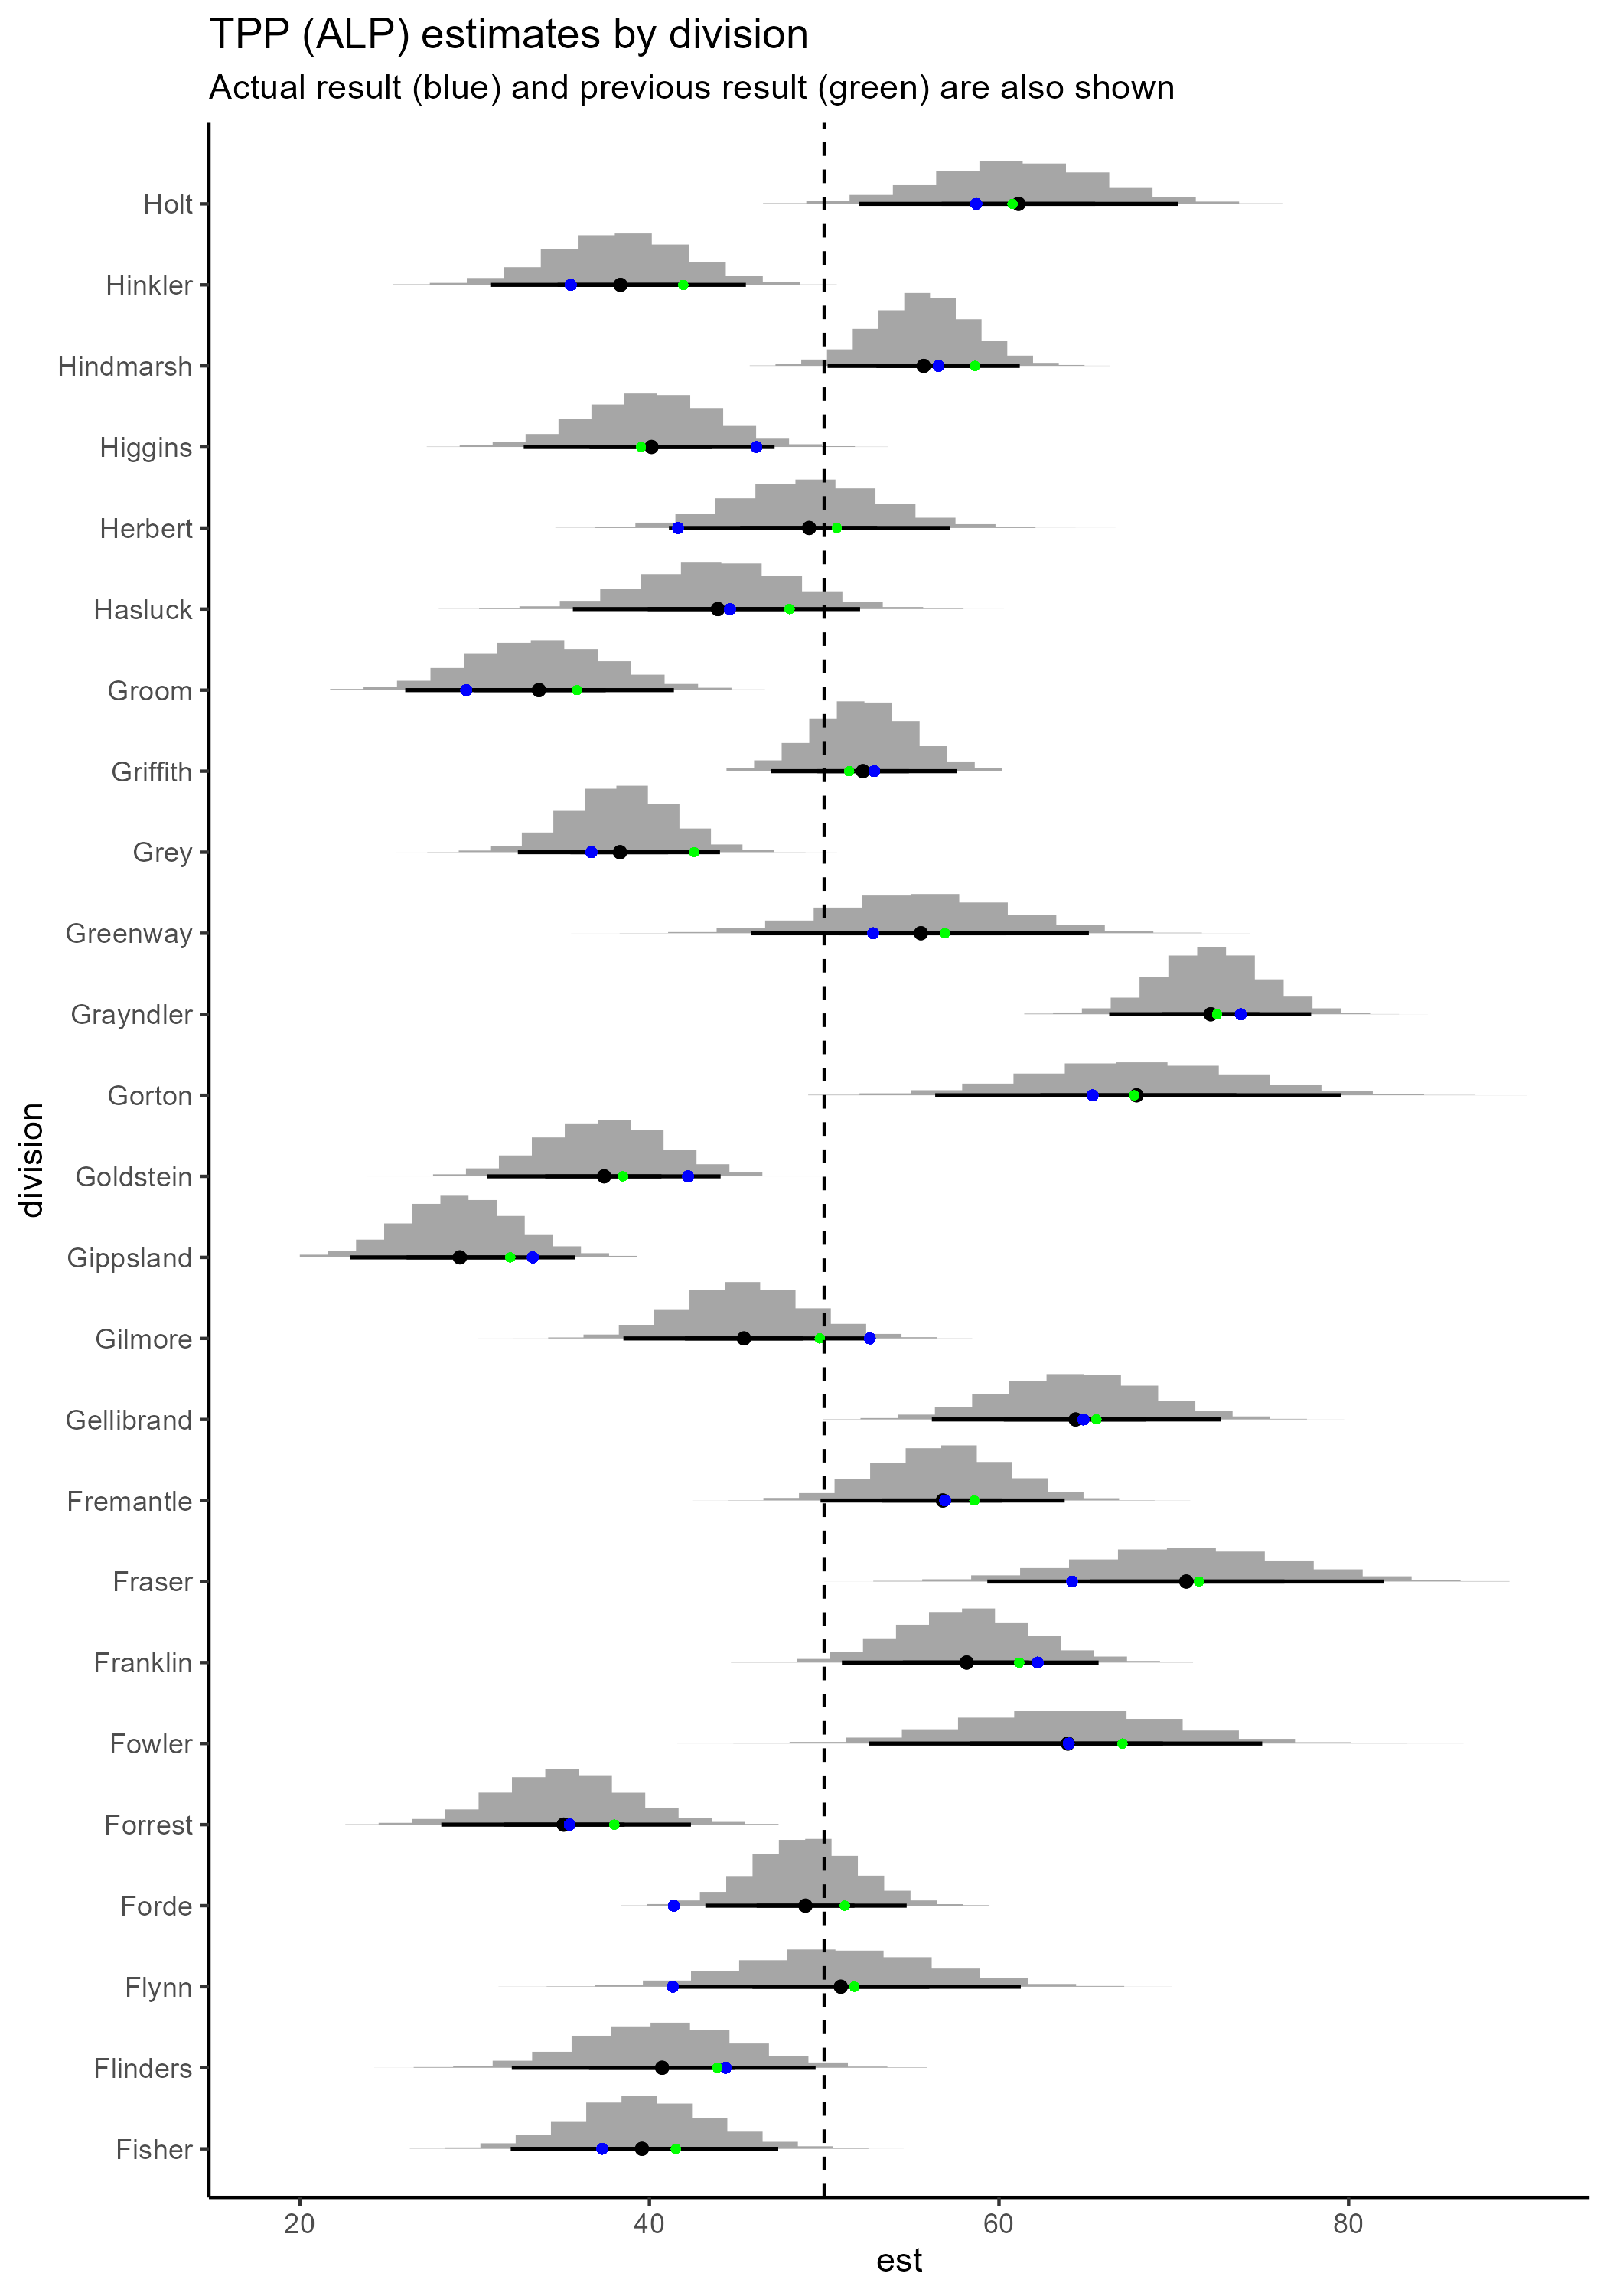 TPP (ALP) estimates by division
Actual result (blue) and previous result (green) are also shown
division
Holt
Hinkler
Hindmarsh
Higgins
Herbert
Hasluck
Groom
Griffith
Grey
Greenway
Grayndler
Gorton
Goldstein
Gippsland
Gilmore
Gellibrand
Fremantle
Fraser
Franklin
Fowler
Forrest
Forde
Flynn
Flinders
Fisher
20 40 60 80
est